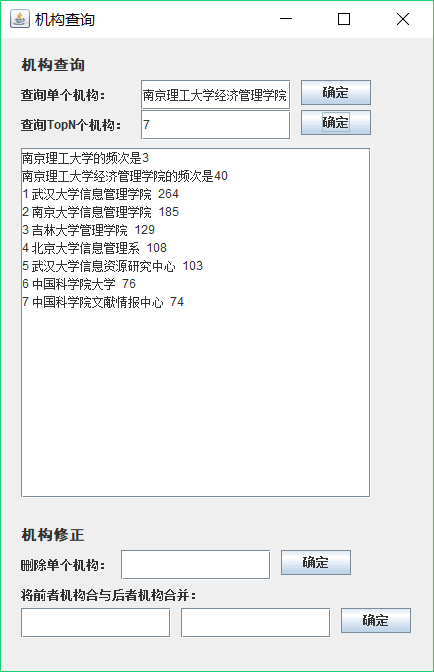 机构查询
机构查询
查询单个机构： 南京理工大学经济管理学院 确定
查询TopN个机构： 7 确定
南京理工大学的频次是3
南京理工大学经济管理学院的频次是40
1 武汉大学信息管理学院 264
2 南京大学信息管理学院 185
3 吉林大学管理学院 129
4 北京大学信息管理系 108
5 武汉大学信息资源研究中心 103
6 中国科学院大学 76
7 中国科学院文献情报中心 74
机构修正
删除单个机构： 确定
将前者机构合与后者机构合并：
确定